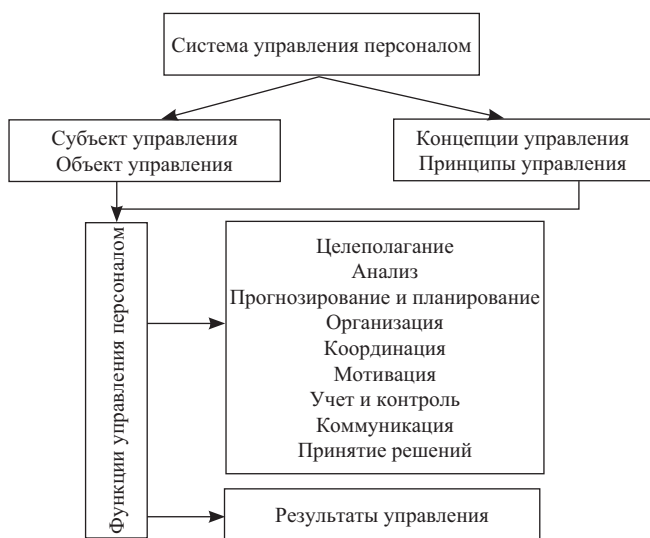 Система управления персоналом
Субъект управления
Объект управления
Концепции управления
Принципы управления
Функции управления персоналом
Целеполагание
Анализ
Прогнозирование и планирование
Организация
Координация
Мотивация
Учет и контроль
Коммуникация
Принятие решений
Результаты управления